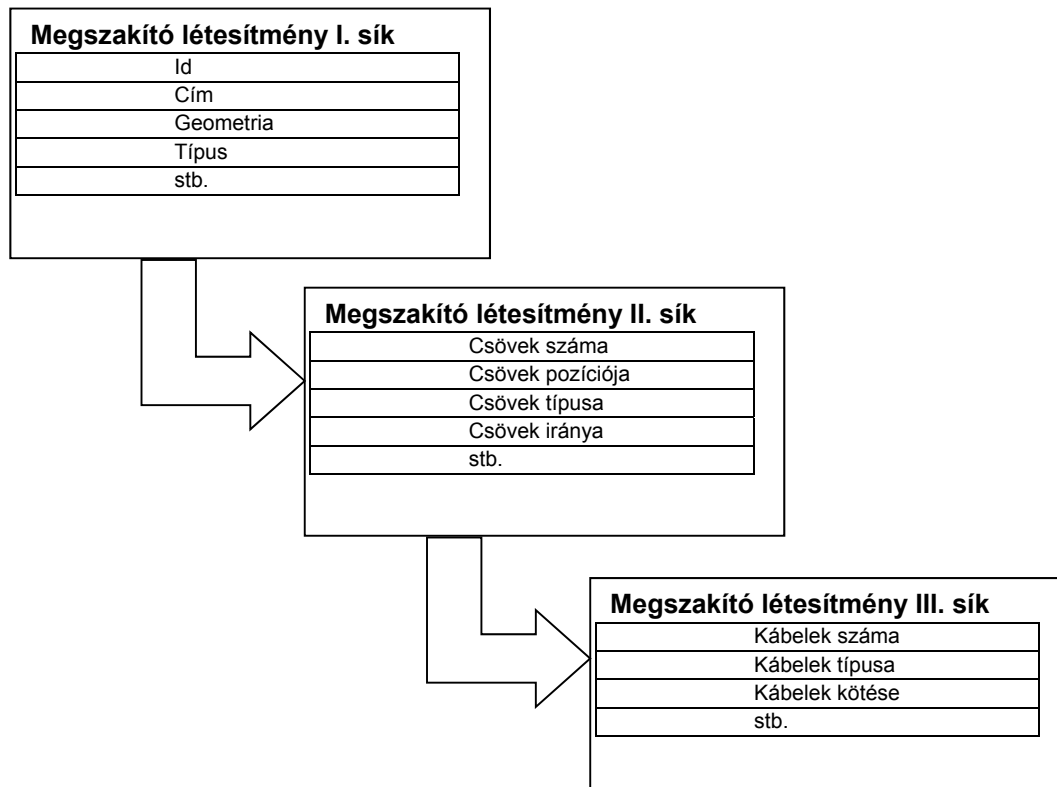 Megszakító létesítmény I. sík
Id
Cím
Geometria
Típus
stb.
Megszakító létesítmény II. sík
Csövek száma
Csövek pozíciója
Csövek típusa
Csövek iránya
stb.
Megszakító létesítmény III. sík
Kábelek száma
Kábelek típusa
Kábelek kötése
stb.